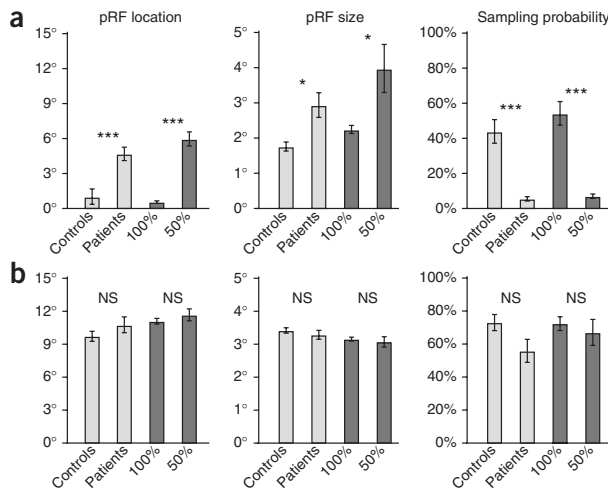 a
pRF location
pRF size
Sampling probability
15°
12°
9°
6°
3°
0°
***
***
Controls
Patients
100%
50%
5°
4°
3°
2°
1°
0°
*
*
Controls
Patients
100%
50%
100%
80%
60%
40%
20%
0%
***
***
Controls
Patients
100%
50%
b
15°
12°
9°
6°
3°
0°
NS
NS
Controls
Patients
100%
50%
5°
4°
3°
2°
1°
0°
NS
NS
Controls
Patients
100%
50%
100%
80%
60%
40%
20%
0%
NS
NS
Controls
Patients
100%
50%